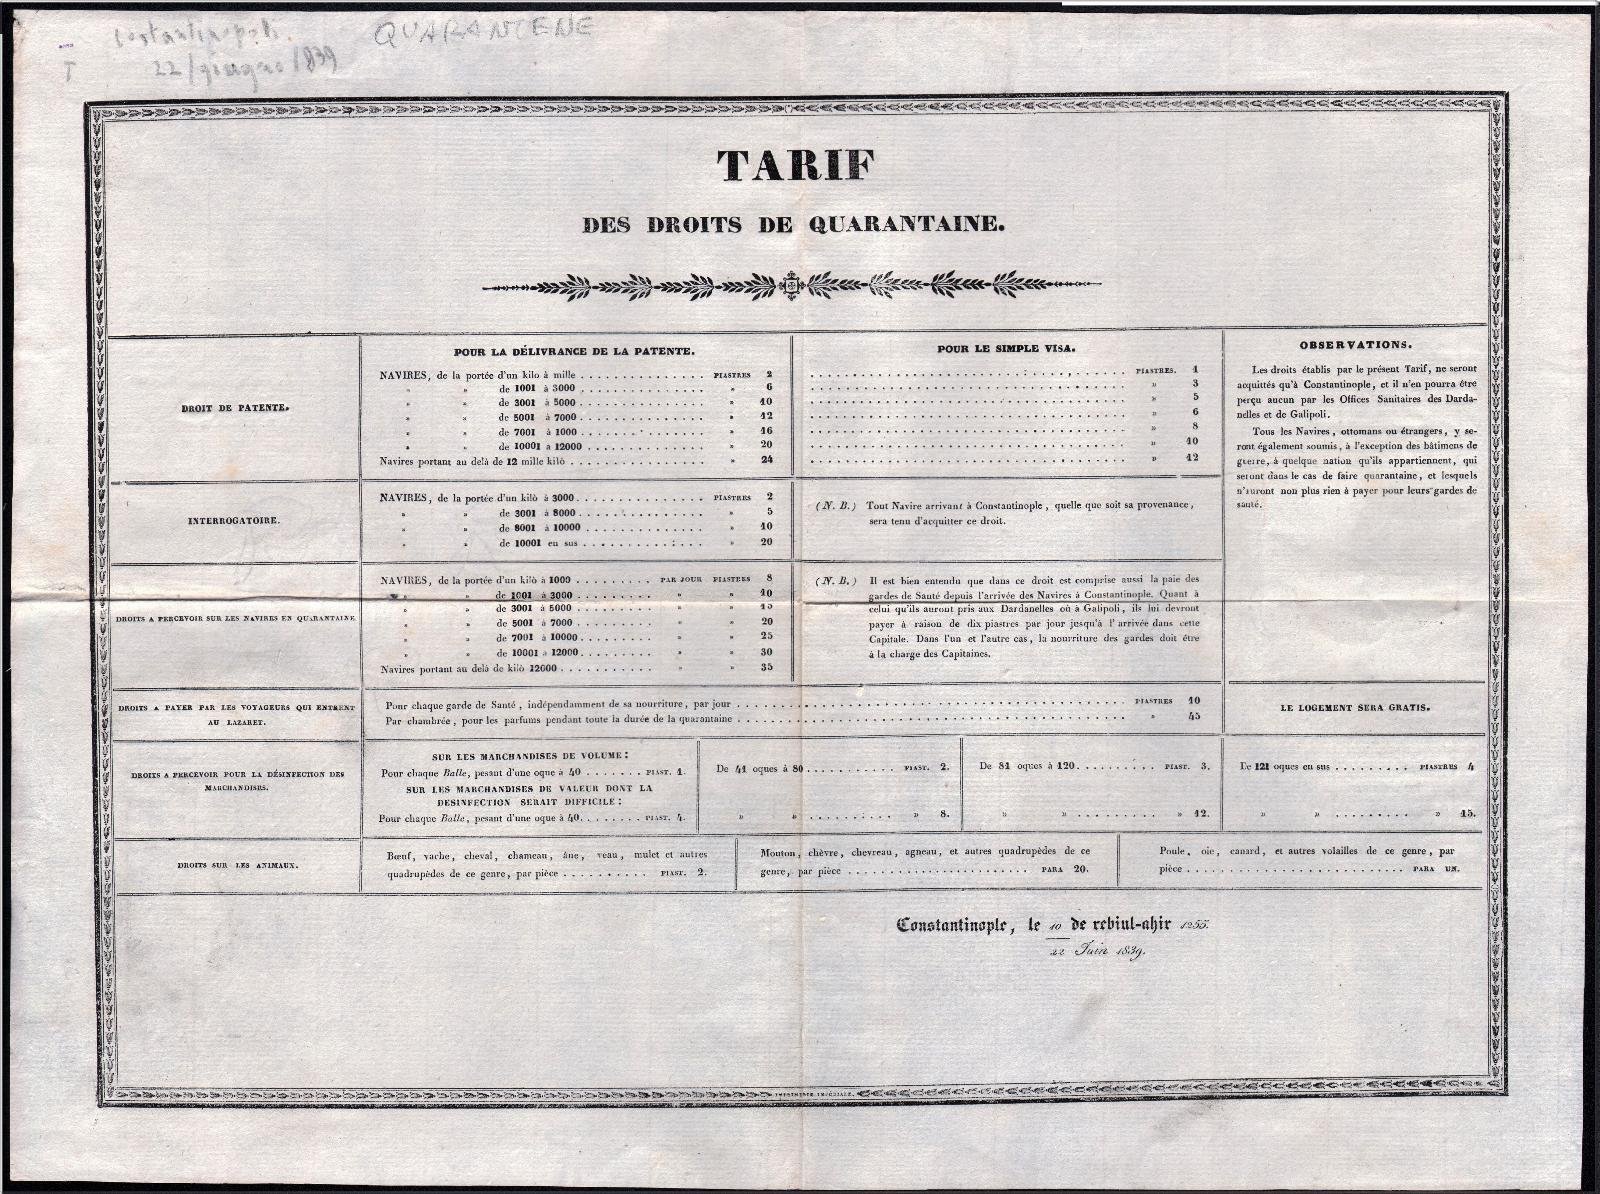 Costantinopoli. QUARANTENE
22 / giugno / 1839
T
TARIF
DES DROITS DE QUARANTAINE.
DROIT DE PATENTE.
POUR LA DÉLIVRANCE DE LA PATENTE.
NAVIRES, de la portée d'un kilo à mille . . . . . PIASTRES 2
» » de 1001 à 3000 . . . . . » 6
» » de 3001 à 5000 . . . . . » 10
» » de 5001 à 7000 . . . . . » 12
» » de 7001 à 1000 . . . . . » 16
» » de 10001 à 12000 . . . . . » 20
Navires portant au delà de 12 mille kilò . . . . . » 24
POUR LE SIMPLE VISA.
. . . . . PIASTRES. 1
. . . . . » 3
. . . . . » 5
. . . . . » 6
. . . . . » 8
. . . . . » 10
. . . . . » 12
OBSERVATIONS.
Les droits établis par le présent Tarif, ne seront
acquittés qu'à Constantinople, et il n'en pourra être
perçu aucun par les Offices Sanitaires des Darda-
nelles et de Galipoli.
Tous les Navires, ottomans ou étrangers, y se-
ront également soumis, à l'exception des bâtimens de
guerre, à quelque nation qu'ils appartiennent, qui
seront dans le cas de faire quarantaine, et lesquels
n'auront non plus rien à payer pour leurs gardes de
santé.
INTERROGATOIRE.
NAVIRES, de la portée d'un kilò à 3000 . . . . . PIASTRES 2
» » de 3001 à 8000 . . . . . » 5
» » de 8001 à 10000 . . . . . » 10
» » de 10001 en sus . . . . . » 20
(N. B.) Tout Navire arrivant à Constantinople, quelle que soit sa provenance,
sera tenu d'acquitter ce droit.
DROITS A PERCEVOIR SUR LES NAVIRES EN QUARANTAINE
NAVIRES, de la portée d'un kilò à 1000 . . . . . PAR JOUR PIASTRES 8
» » de 1001 à 3000 . . . . . » » 10
» » de 3001 à 5000 . . . . . » » 15
» » de 5001 à 7000 . . . . . » » 20
» » de 7001 à 10000 . . . . . » » 25
» » de 10001 à 12000 . . . . . » » 30
Navires portant au delà de kilò 12000 . . . . . » » 35
(N. B.) Il est bien entendu que dans ce droit est comprise aussi la paie des
gardes de Santé depuis l'arrivée des Navires à Constantinople. Quant à
celui qu'ils auront pris aux Dardanelles où à Galipoli, ils lui devront
payer à raison de dix piastres par jour jusqu'à l'arrivée dans cette
Capitale. Dans l'un et l'autre cas, la nourriture des gardes doit être
à la charge des Capitaines.
DROITS A PAYER PAR LES VOYAGEURS QUI ENTRENT
AU LAZARET.
Pour chaque garde de Santé, indépendamment de sa nourriture, par jour . . . . . PIASTRES 10
Par chambrée, pour les parfums pendant toute la durée de la quarantaine . . . . . » 45
LE LOGEMENT SERA GRATIS.
DROITS A PERCEVOIR POUR LA DÉSINFECTION DES
MARCHANDISES.
SUR LES MARCHANDISES DE VOLUME:
Pour chaque Balle, pesant d'une oque à 40 . . . . . PIAST. 1. De 41 oques à 80 . . . . . PIAST. 2. De 81 oques à 120 . . . . . PIAST. 3. De 121 oques en sus . . . . . PIASTRES 4
SUR LES MARCHANDISES DE VALEUR DONT LA
DESINFECTION SERAIT DIFFICILE:
Pour chaque Balle, pesant d'une oque à 40 . . . . . PIAST. 4. » » . . . . . » 8. » » . . . . . » 12. » » . . . . . » 15.
DROITS SUR LES ANIMAUX.
Bœuf, vache, cheval, chameau, âne, veau, mulet et autres
quadrupèdes de ce genre, par pièce . . . . . PIAST. 2.
Mouton, chèvre, chevreau, agneau, et autres quadrupèdes de ce
genre, par pièce . . . . . PARA 20.
Poule, oie, canard, et autres volailles de ce genre, par
pièce . . . . . PARA UN.
Constantinople, le 10 de rebiul-ahir 1255.
22 Juin 1839.
IMPRIMERIE IMPÉRIALE.